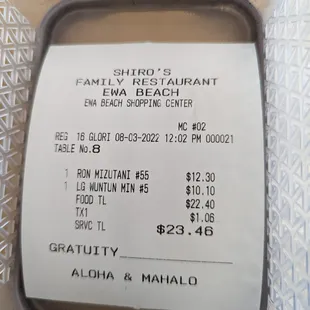 SHIRO'S
FAMILY RESTAURANT
EWA BEACH
EWA BEACH SHOPPING CENTER
MC #02
REG 16 GLORI 08-03-2022 12:02 PM 000021
TABLE No.8
1 RON MIZUTANI #55 $12.30
1 LG WUNTUN MIN #5 $10.10
FOOD TL $22.40
TX1 $1.06
SRVC TL $23.46
GRATUITY
ALOHA & MAHALO